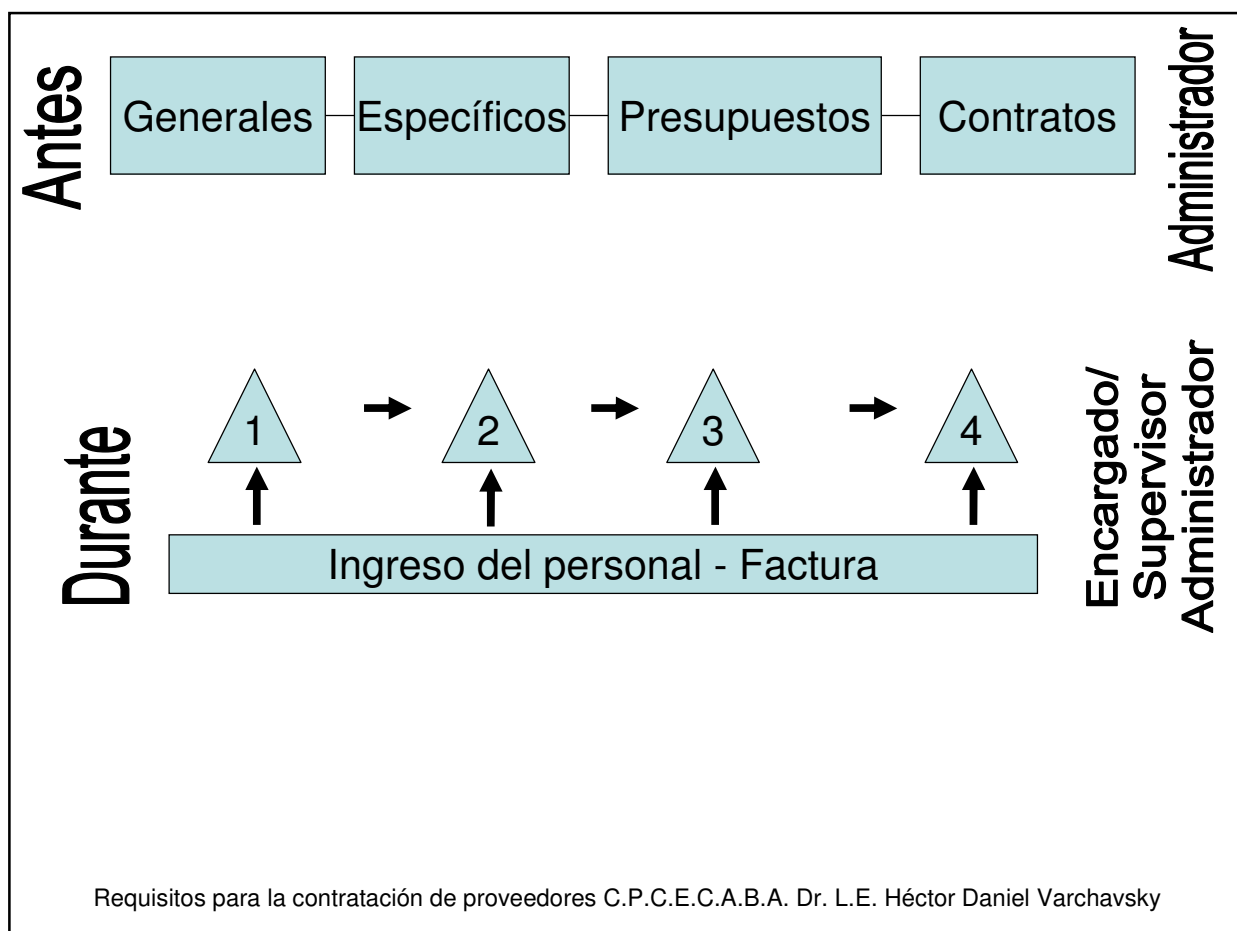 Antes
Generales
Específicos
Presupuestos
Contratos
Administrador
Durante
1
2
3
4
Ingreso del personal - Factura
Encargado/
Supervisor
Administrador
Requisitos para la contratación de proveedores C.P.C.E.C.A.B.A. Dr. L.E. Héctor Daniel Varchavsky